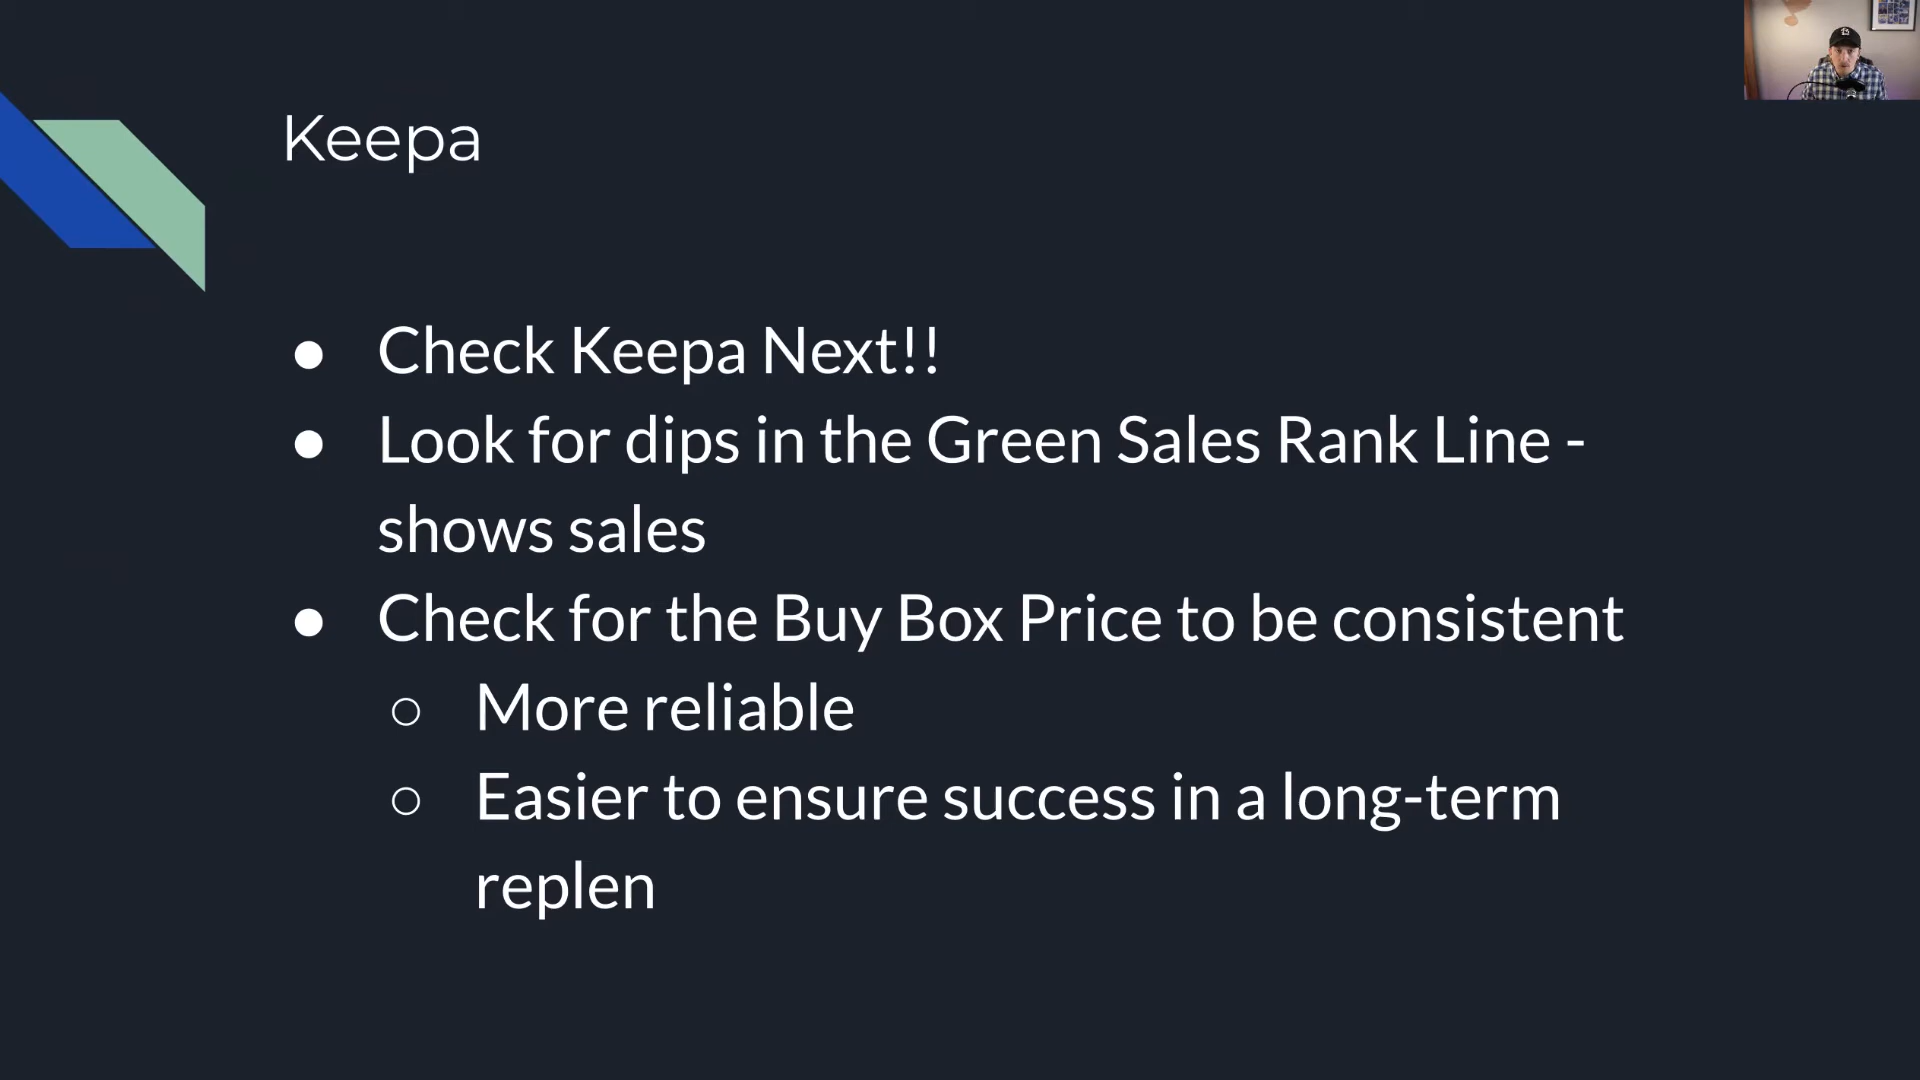 Keepa
● Check Keepa Next!!
● Look for dips in the Green Sales Rank Line -
shows sales
● Check for the Buy Box Price to be consistent
○ More reliable
○ Easier to ensure success in a long-term
replen